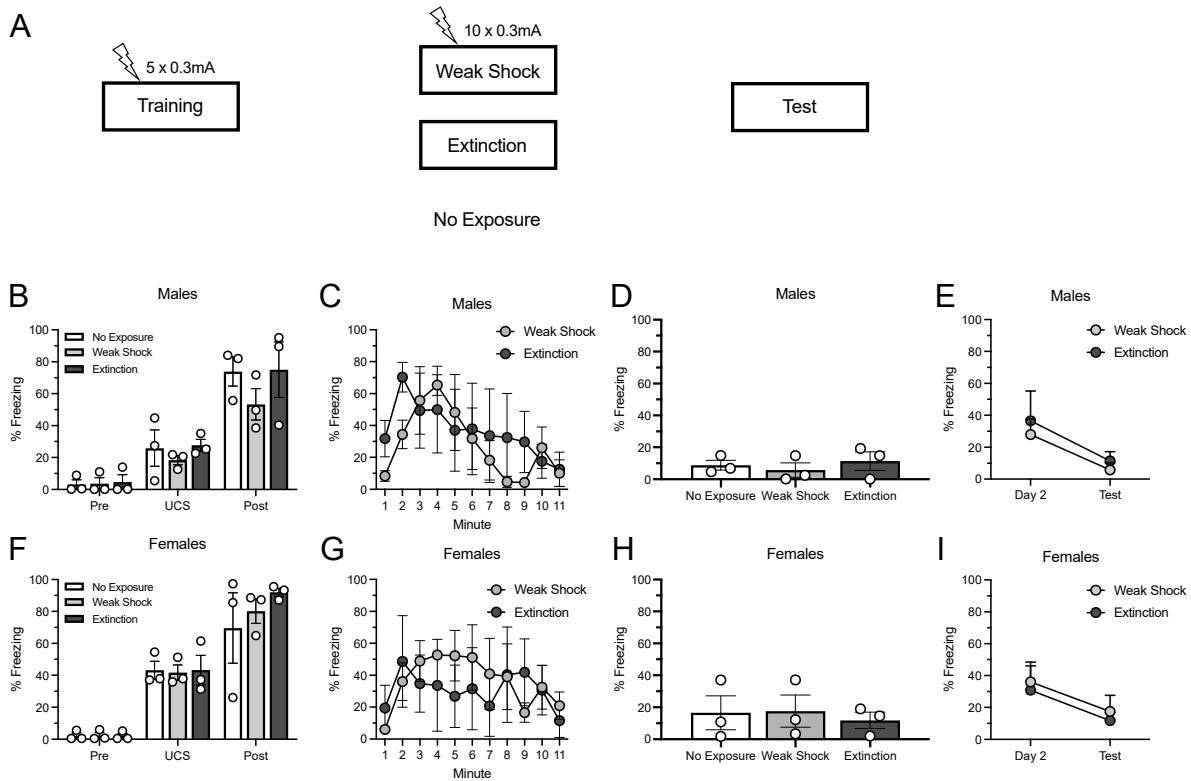 A
5 x 0.3mA
Training
10 x 0.3mA
Weak Shock
Extinction
No Exposure
Test
B
Males
% Freezing
100
80
60
40
20
0
No Exposure
Weak Shock
Extinction
Pre UCS Post
C
Males
% Freezing
100
80
60
40
20
0
Weak Shock
Extinction
1 2 3 4 5 6 7 8 9 10 11
Minute
D
Males
% Freezing
100
80
60
40
20
0
No Exposure Weak Shock Extinction
E
Males
% Freezing
100
80
60
40
20
0
Weak Shock
Extinction
Day 2 Test
F
Females
% Freezing
100
80
60
40
20
0
No Exposure
Weak Shock
Extinction
Pre UCS Post
G
Females
% Freezing
100
80
60
40
20
0
Weak Shock
Extinction
1 2 3 4 5 6 7 8 9 10 11
Minute
H
Females
% Freezing
100
80
60
40
20
0
No Exposure Weak Shock Extinction
I
Females
% Freezing
100
80
60
40
20
0
Weak Shock
Extinction
Day 2 Test